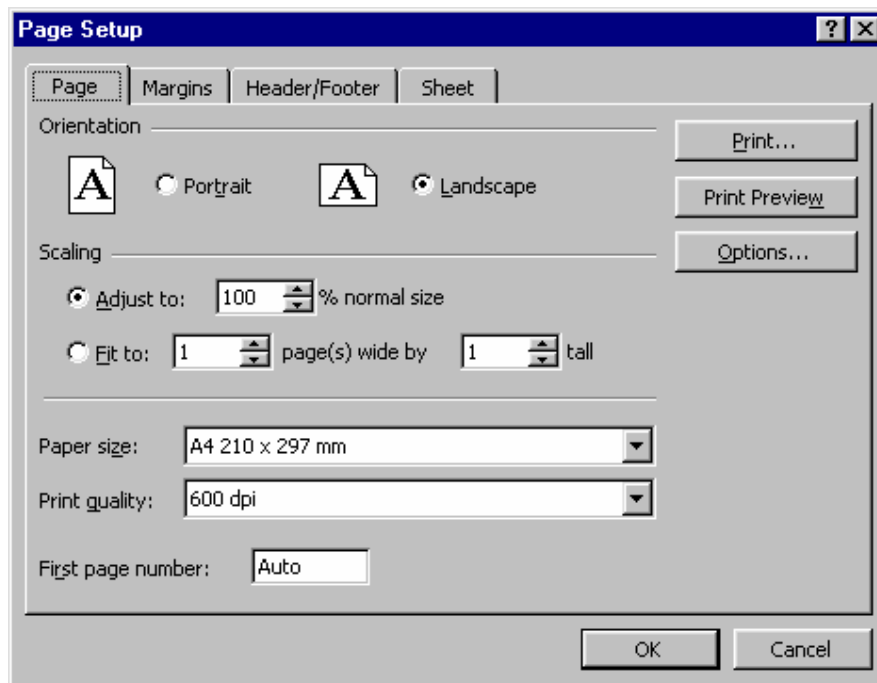 Page Setup
Page Margins Header/Footer Sheet
Orientation
Print...
A Portrait A Landscape
Print Preview
Scaling
Options...
Adjust to: 100 % normal size
Fit to: 1 page(s) wide by 1 tall
Paper size: A4 210 x 297 mm
Print quality: 600 dpi
First page number: Auto
OK Cancel